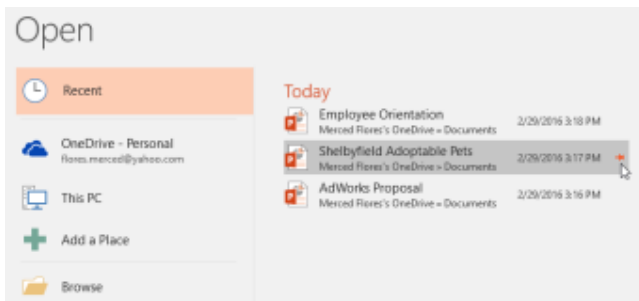 Open
Recent
OneDrive - Personal
flores.merced@yahoo.com
This PC
Add a Place
Browse
Today
Employee Orientation
Merced Flores's OneDrive » Documents
2/29/2016 3:18 PM
Shelbyfield Adoptable Pets
Merced Flores's OneDrive » Documents
2/29/2016 3:17 PM
AdWorks Proposal
Merced Flores's OneDrive » Documents
2/29/2016 3:16 PM